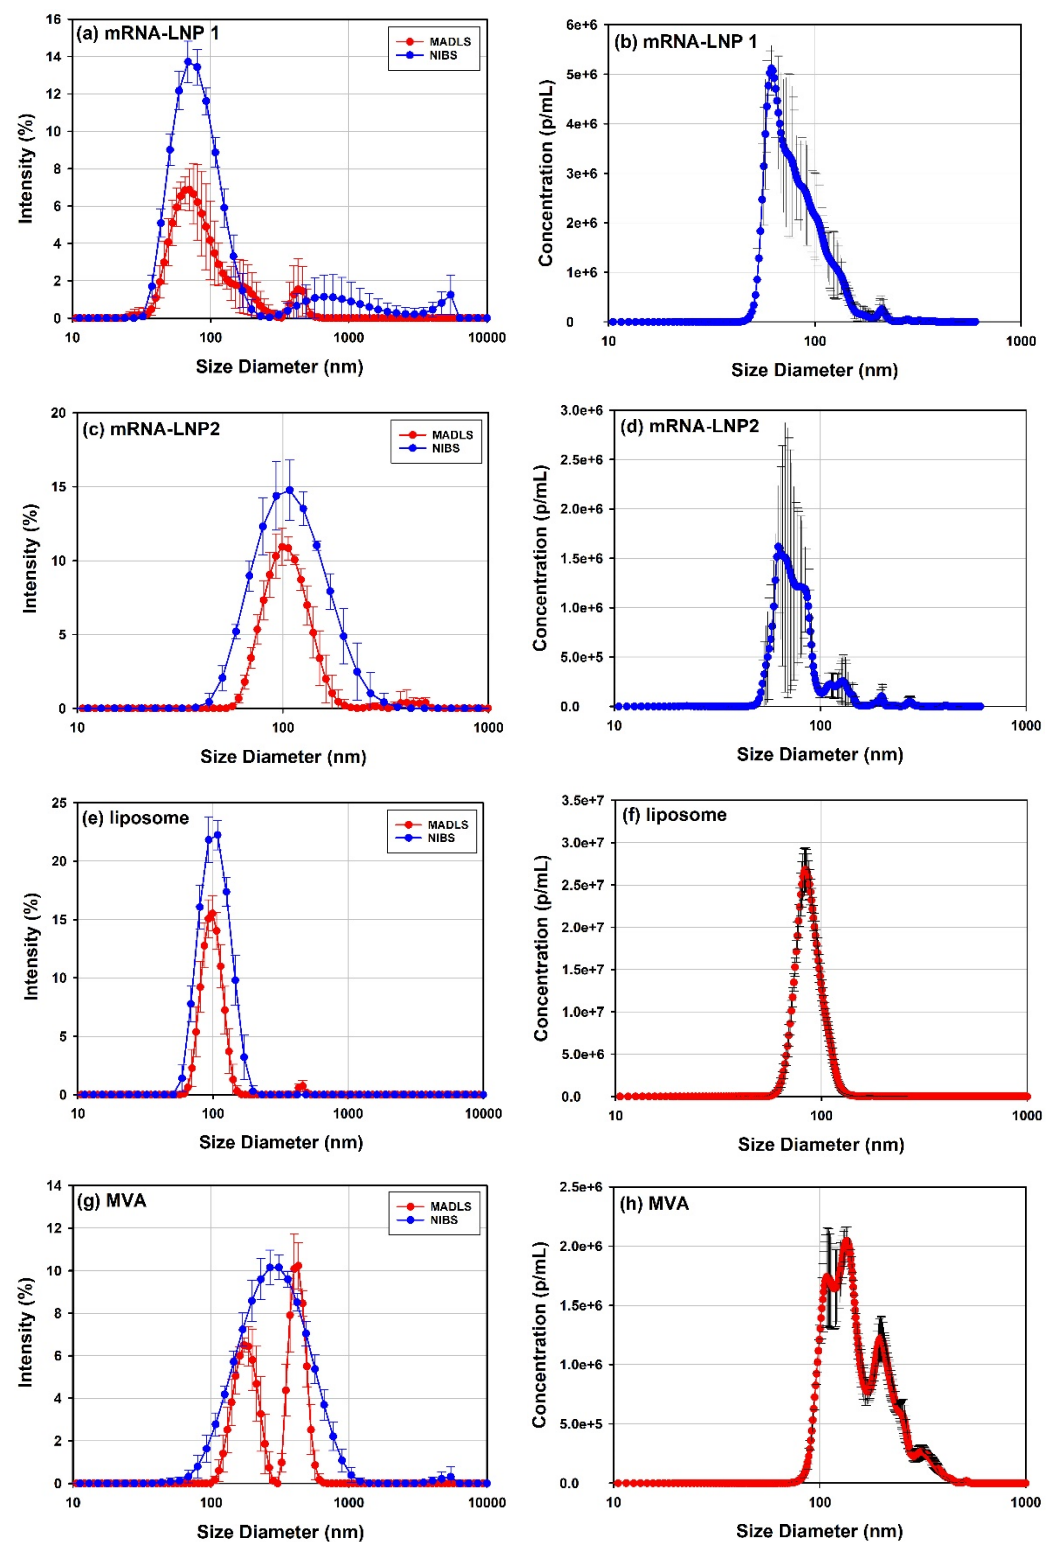 (a) mRNA-LNP 1
MADLS
NIBS
Intensity (%)
16
14
12
10
8
6
4
2
0
10 100 1000 10000
Size Diameter (nm)
(b) mRNA-LNP 1
Concentration (p/mL)
6e+6
5e+6
4e+6
3e+6
2e+6
1e+6
0
10 100 1000
Size Diameter (nm)
(c) mRNA-LNP2
MADLS
NIBS
Intensity (%)
20
15
10
5
0
10 100 1000
Size Diameter (nm)
(d) mRNA-LNP2
Concentration (p/mL)
3.0e+6
2.5e+6
2.0e+6
1.5e+6
1.0e+6
5.0e+5
0.0
10 100 1000
Size Diameter (nm)
(e) liposome
MADLS
NIBS
Intensity (%)
25
20
15
10
5
0
10 100 1000 10000
Size Diameter (nm)
(f) liposome
Concentration (p/mL)
3.5e+7
3.0e+7
2.5e+7
2.0e+7
1.5e+7
1.0e+7
5.0e+6
0.0
10 100 1000
Size Diameter (nm)
(g) MVA
MADLS
NIBS
Intensity (%)
14
12
10
8
6
4
2
0
10 100 1000 10000
Size Diameter (nm)
(h) MVA
Concentration (p/mL)
2.5e+6
2.0e+6
1.5e+6
1.0e+6
5.0e+5
0.0
10 100 1000
Size Diameter (nm)